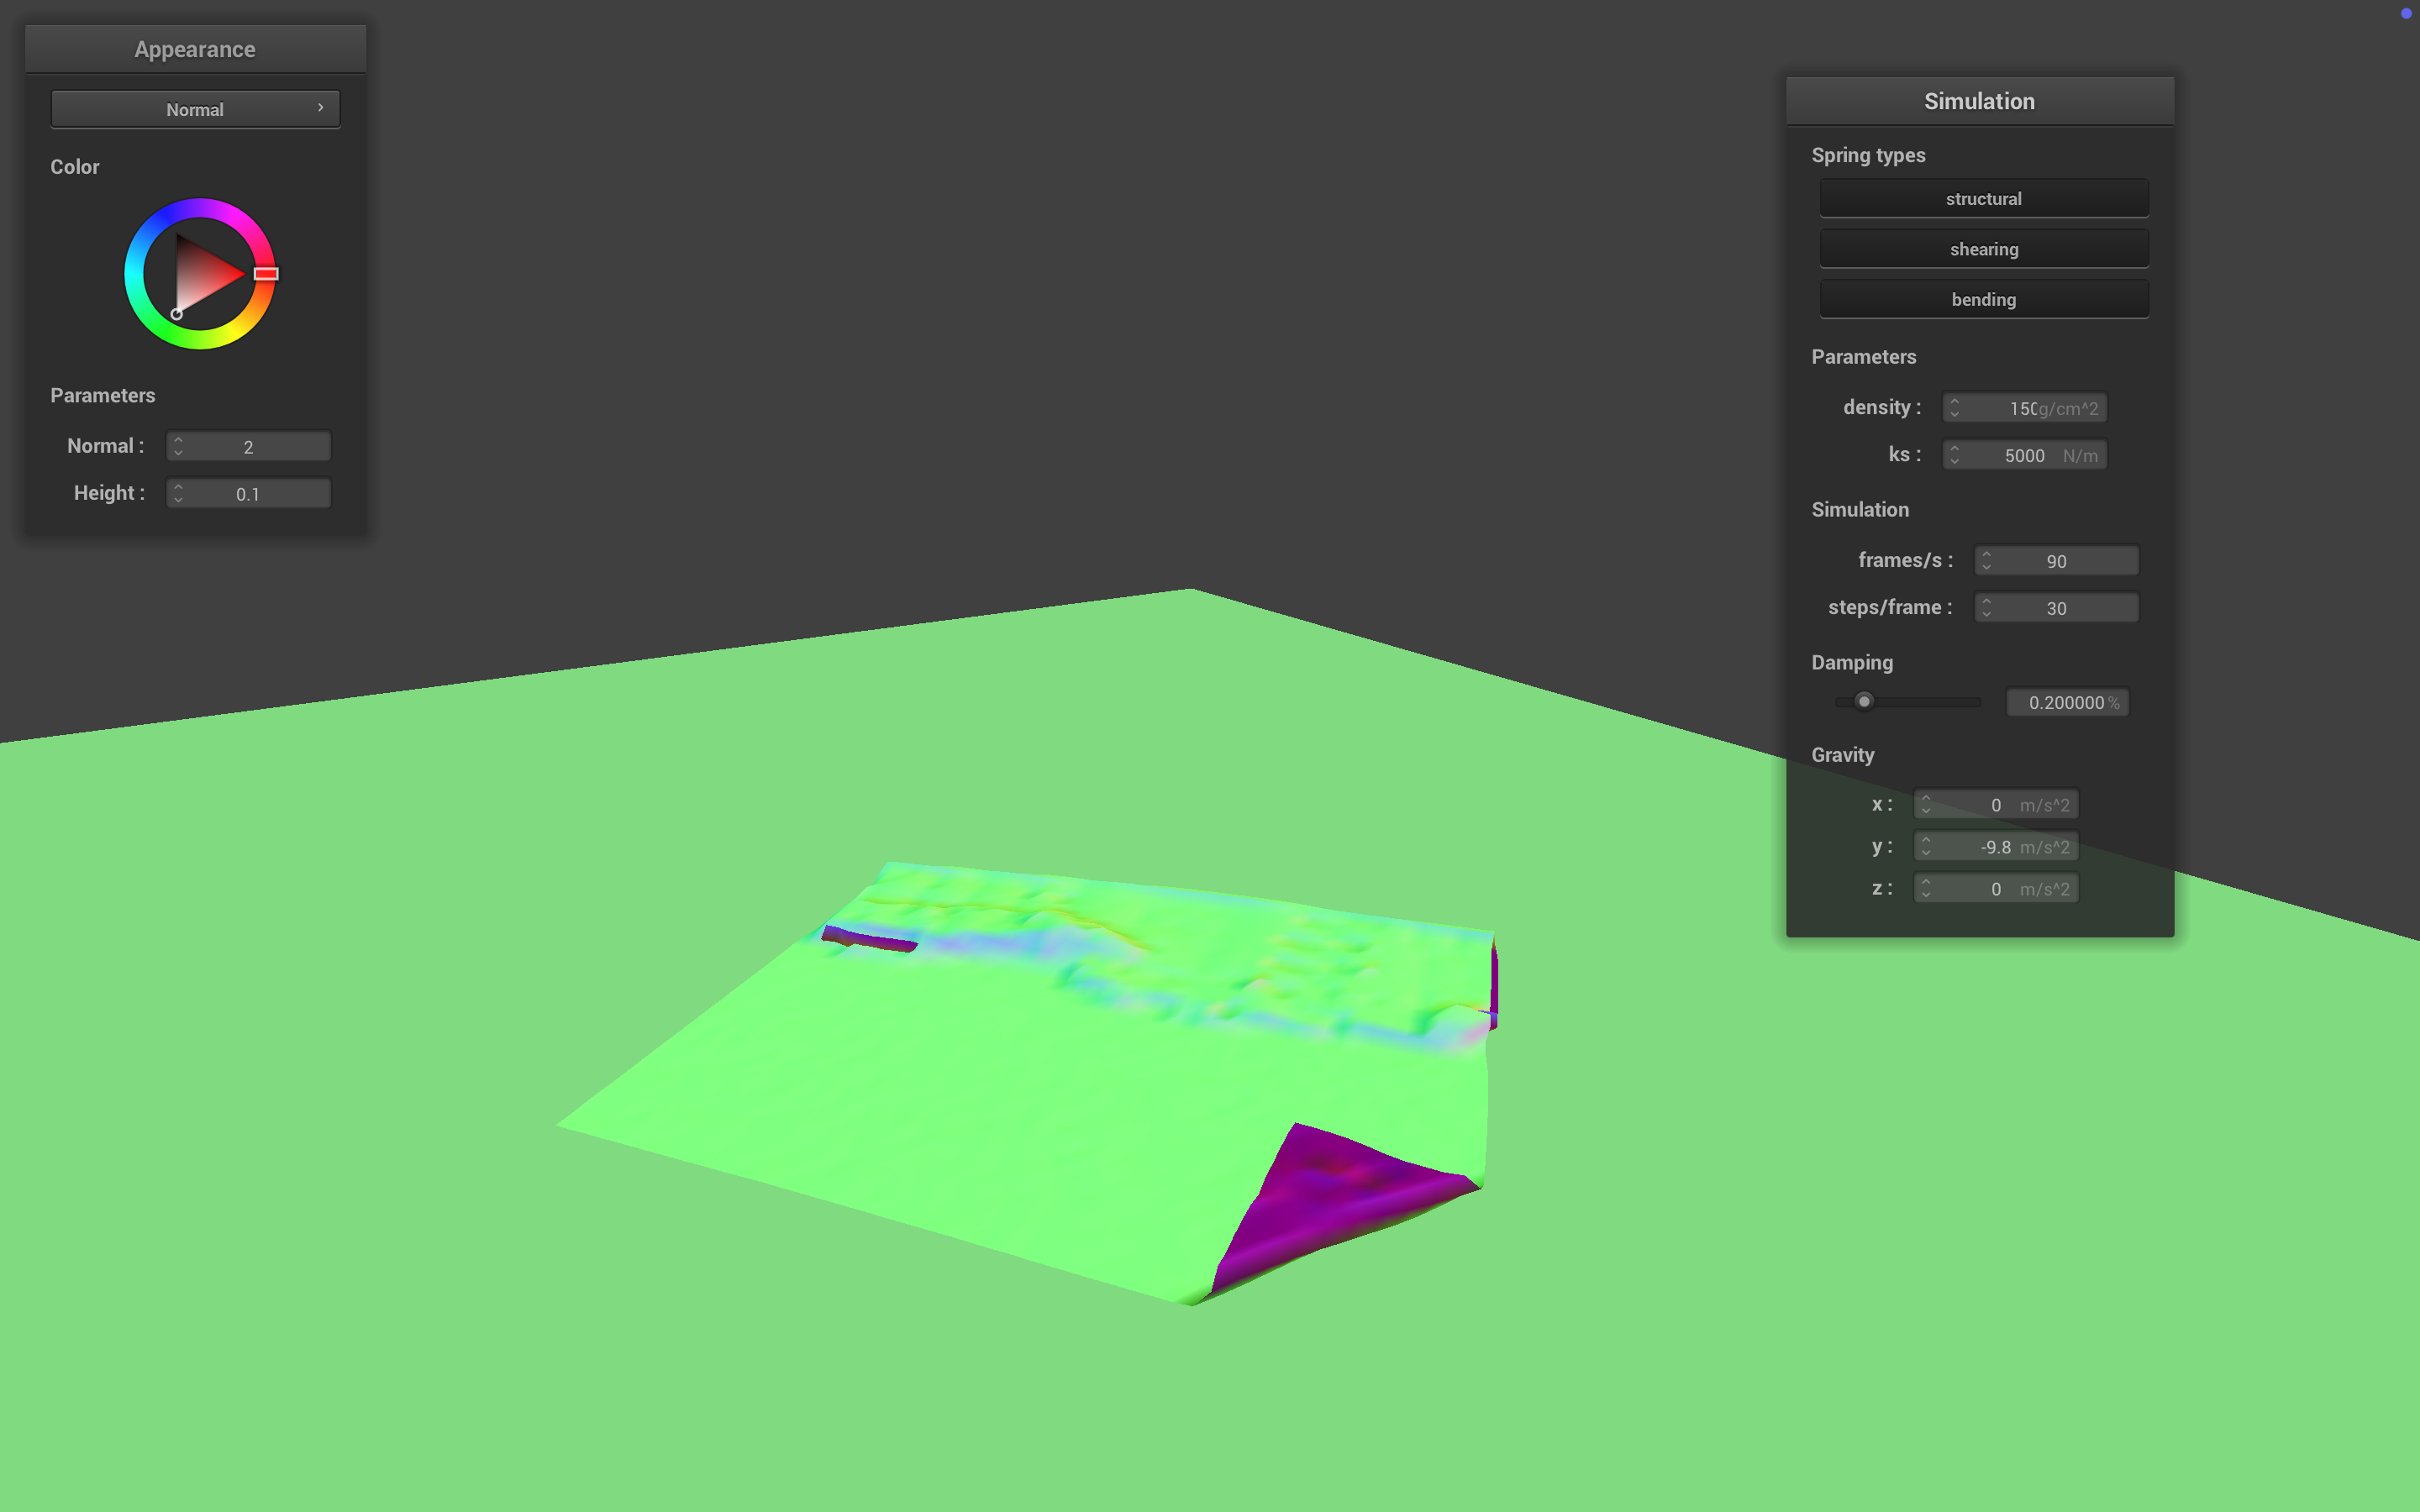 Appearance
Normal
Color
Parameters
Normal : 2
Height : 0.1
Simulation
Spring types
structural
shearing
bending
Parameters
density : 150 g/cm^2
ks : 5000 N/m
Simulation
frames/s : 90
steps/frame : 30
Damping
0.200000 %
Gravity
x : 0 m/s^2
y : -9.8 m/s^2
z : 0 m/s^2